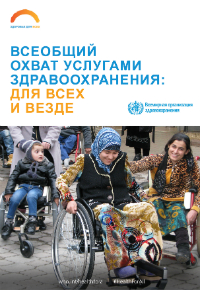 ВСЕОБЩИЙ
ОХВАТ УСЛУГАМИ
ЗДРАВООХРАНЕНИЯ:
ДЛЯ ВСЕХ
И ВЕЗДЕ
Всемирная организация
здравоохранения